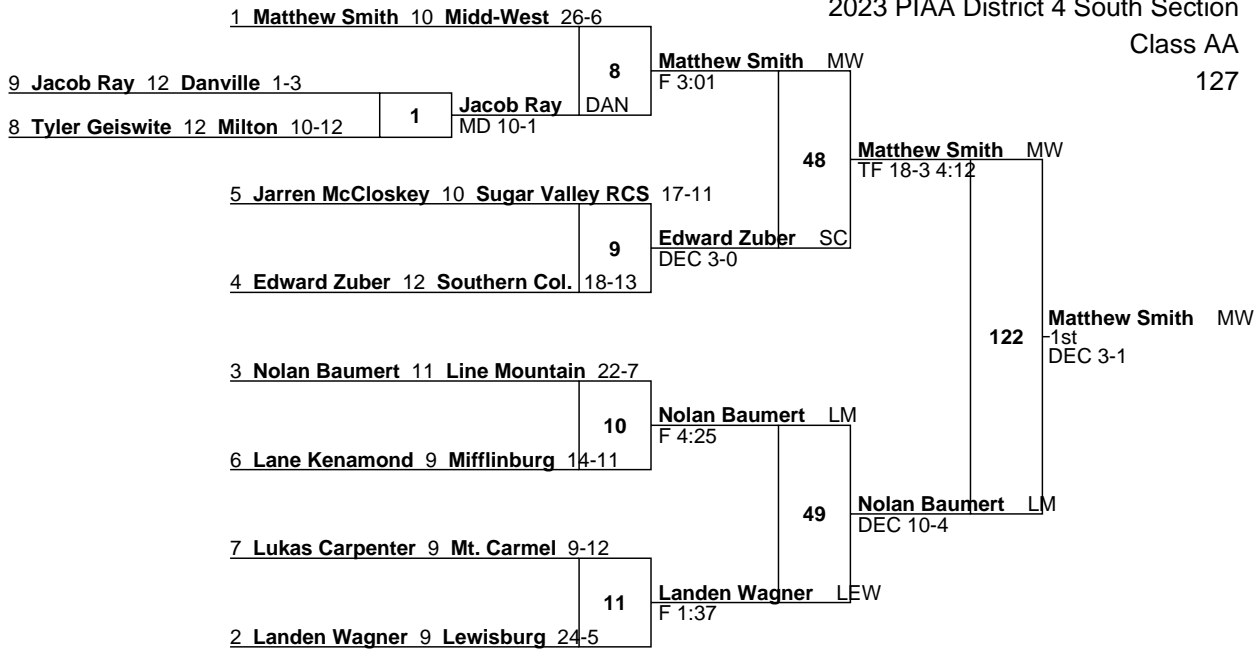 2023 PIAA District 4 South Section
Class AA
127
1 Matthew Smith 10 Midd-West 26-6
9 Jacob Ray 12 Danville 1-3
8 Tyler Geiswite 12 Milton 10-12
1
Jacob Ray DAN
MD 10-1
8
Matthew Smith MW
F 3:01
5 Jarren McCloskey 10 Sugar Valley RCS 17-11
4 Edward Zuber 12 Southern Col. 18-13
9
Edward Zuber SC
DEC 3-0
48
Matthew Smith MW
TF 18-3 4:12
3 Nolan Baumert 11 Line Mountain 22-7
6 Lane Kenamond 9 Mifflinburg 14-11
10
Nolan Baumert LM
F 4:25
7 Lukas Carpenter 9 Mt. Carmel 9-12
2 Landen Wagner 9 Lewisburg 24-5
11
Landen Wagner LEW
F 1:37
49
Nolan Baumert LM
DEC 10-4
122
Matthew Smith MW
1st
DEC 3-1